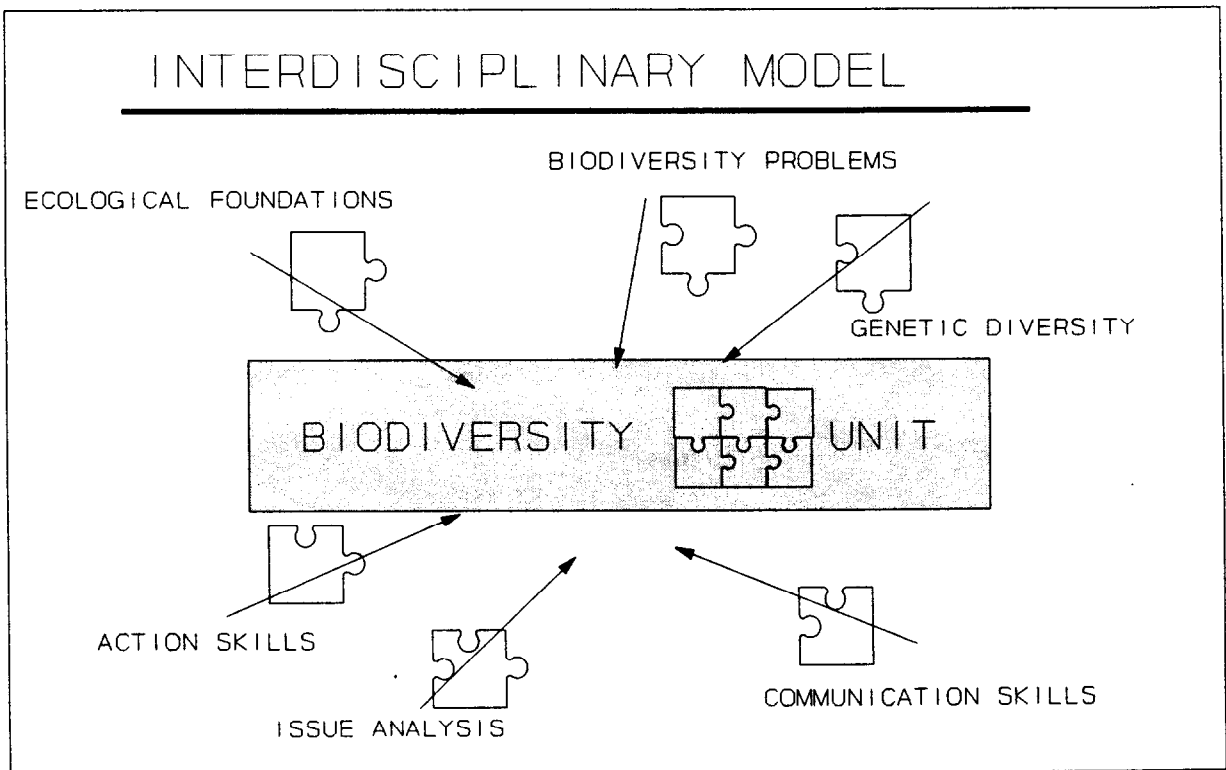 INTERDISCIPLINARY MODEL
BIODIVERSITY PROBLEMS
ECOLOGICAL FOUNDATIONS
GENETIC DIVERSITY
BIODIVERSITY UNIT
ACTION SKILLS
COMMUNICATION SKILLS
ISSUE ANALYSIS